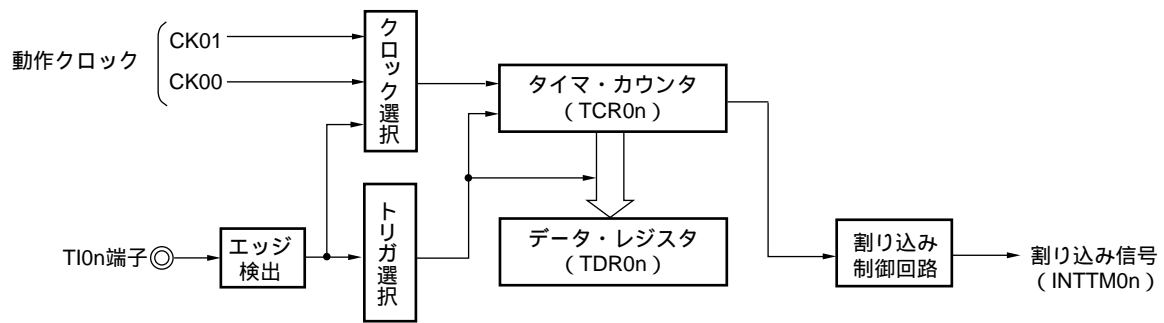 動作クロック
CK01
CK00
クロック選択
タイマ・カウンタ
(TCR0n)
TI0n端子
エッジ
検出
トリガ選択
データ・レジスタ
(TDR0n)
割り込み
制御回路
割り込み信号
(INTTM0n)